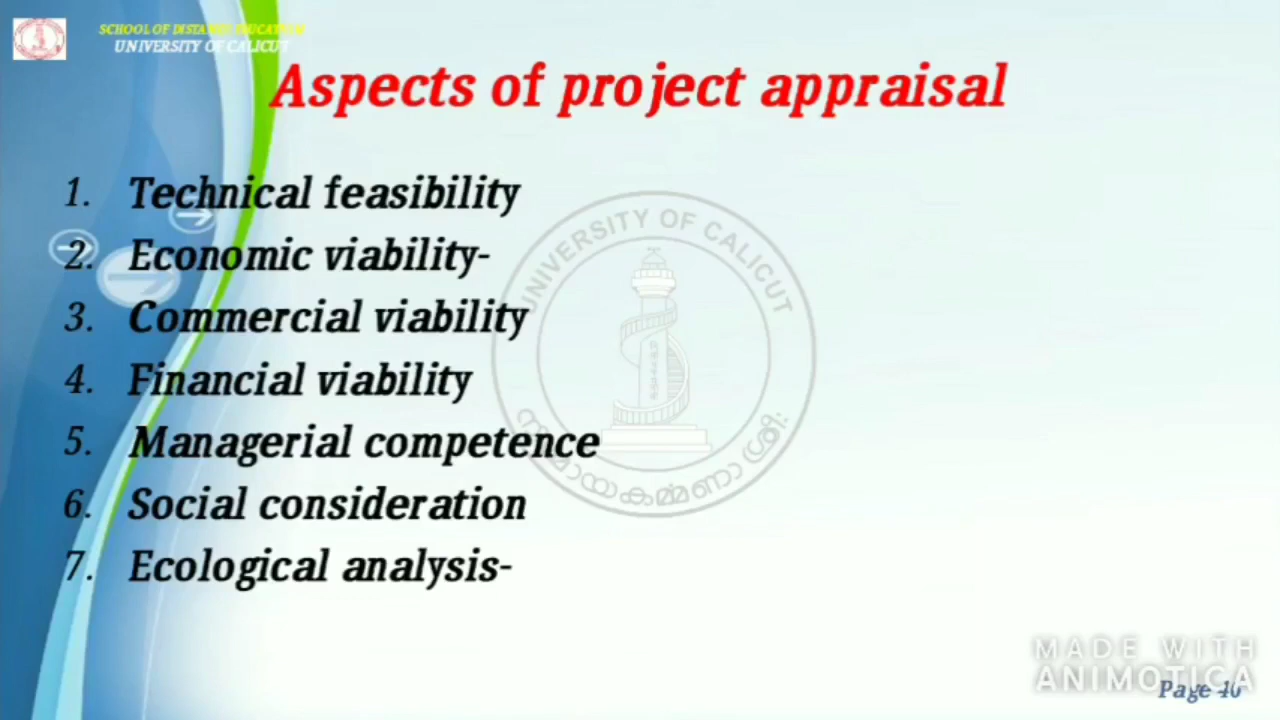 SCHOOL OF DISTANCE EDUCATION
UNIVERSITY OF CALICUT
Aspects of project appraisal
1. Technical feasibility
2. Economic viability-
3. Commercial viability
4. Financial viability
5. Managerial competence
6. Social consideration
7. Ecological analysis-
UNIVERSITY OF CALICUT
MADE WITH
ANIMOTICA
Page 40